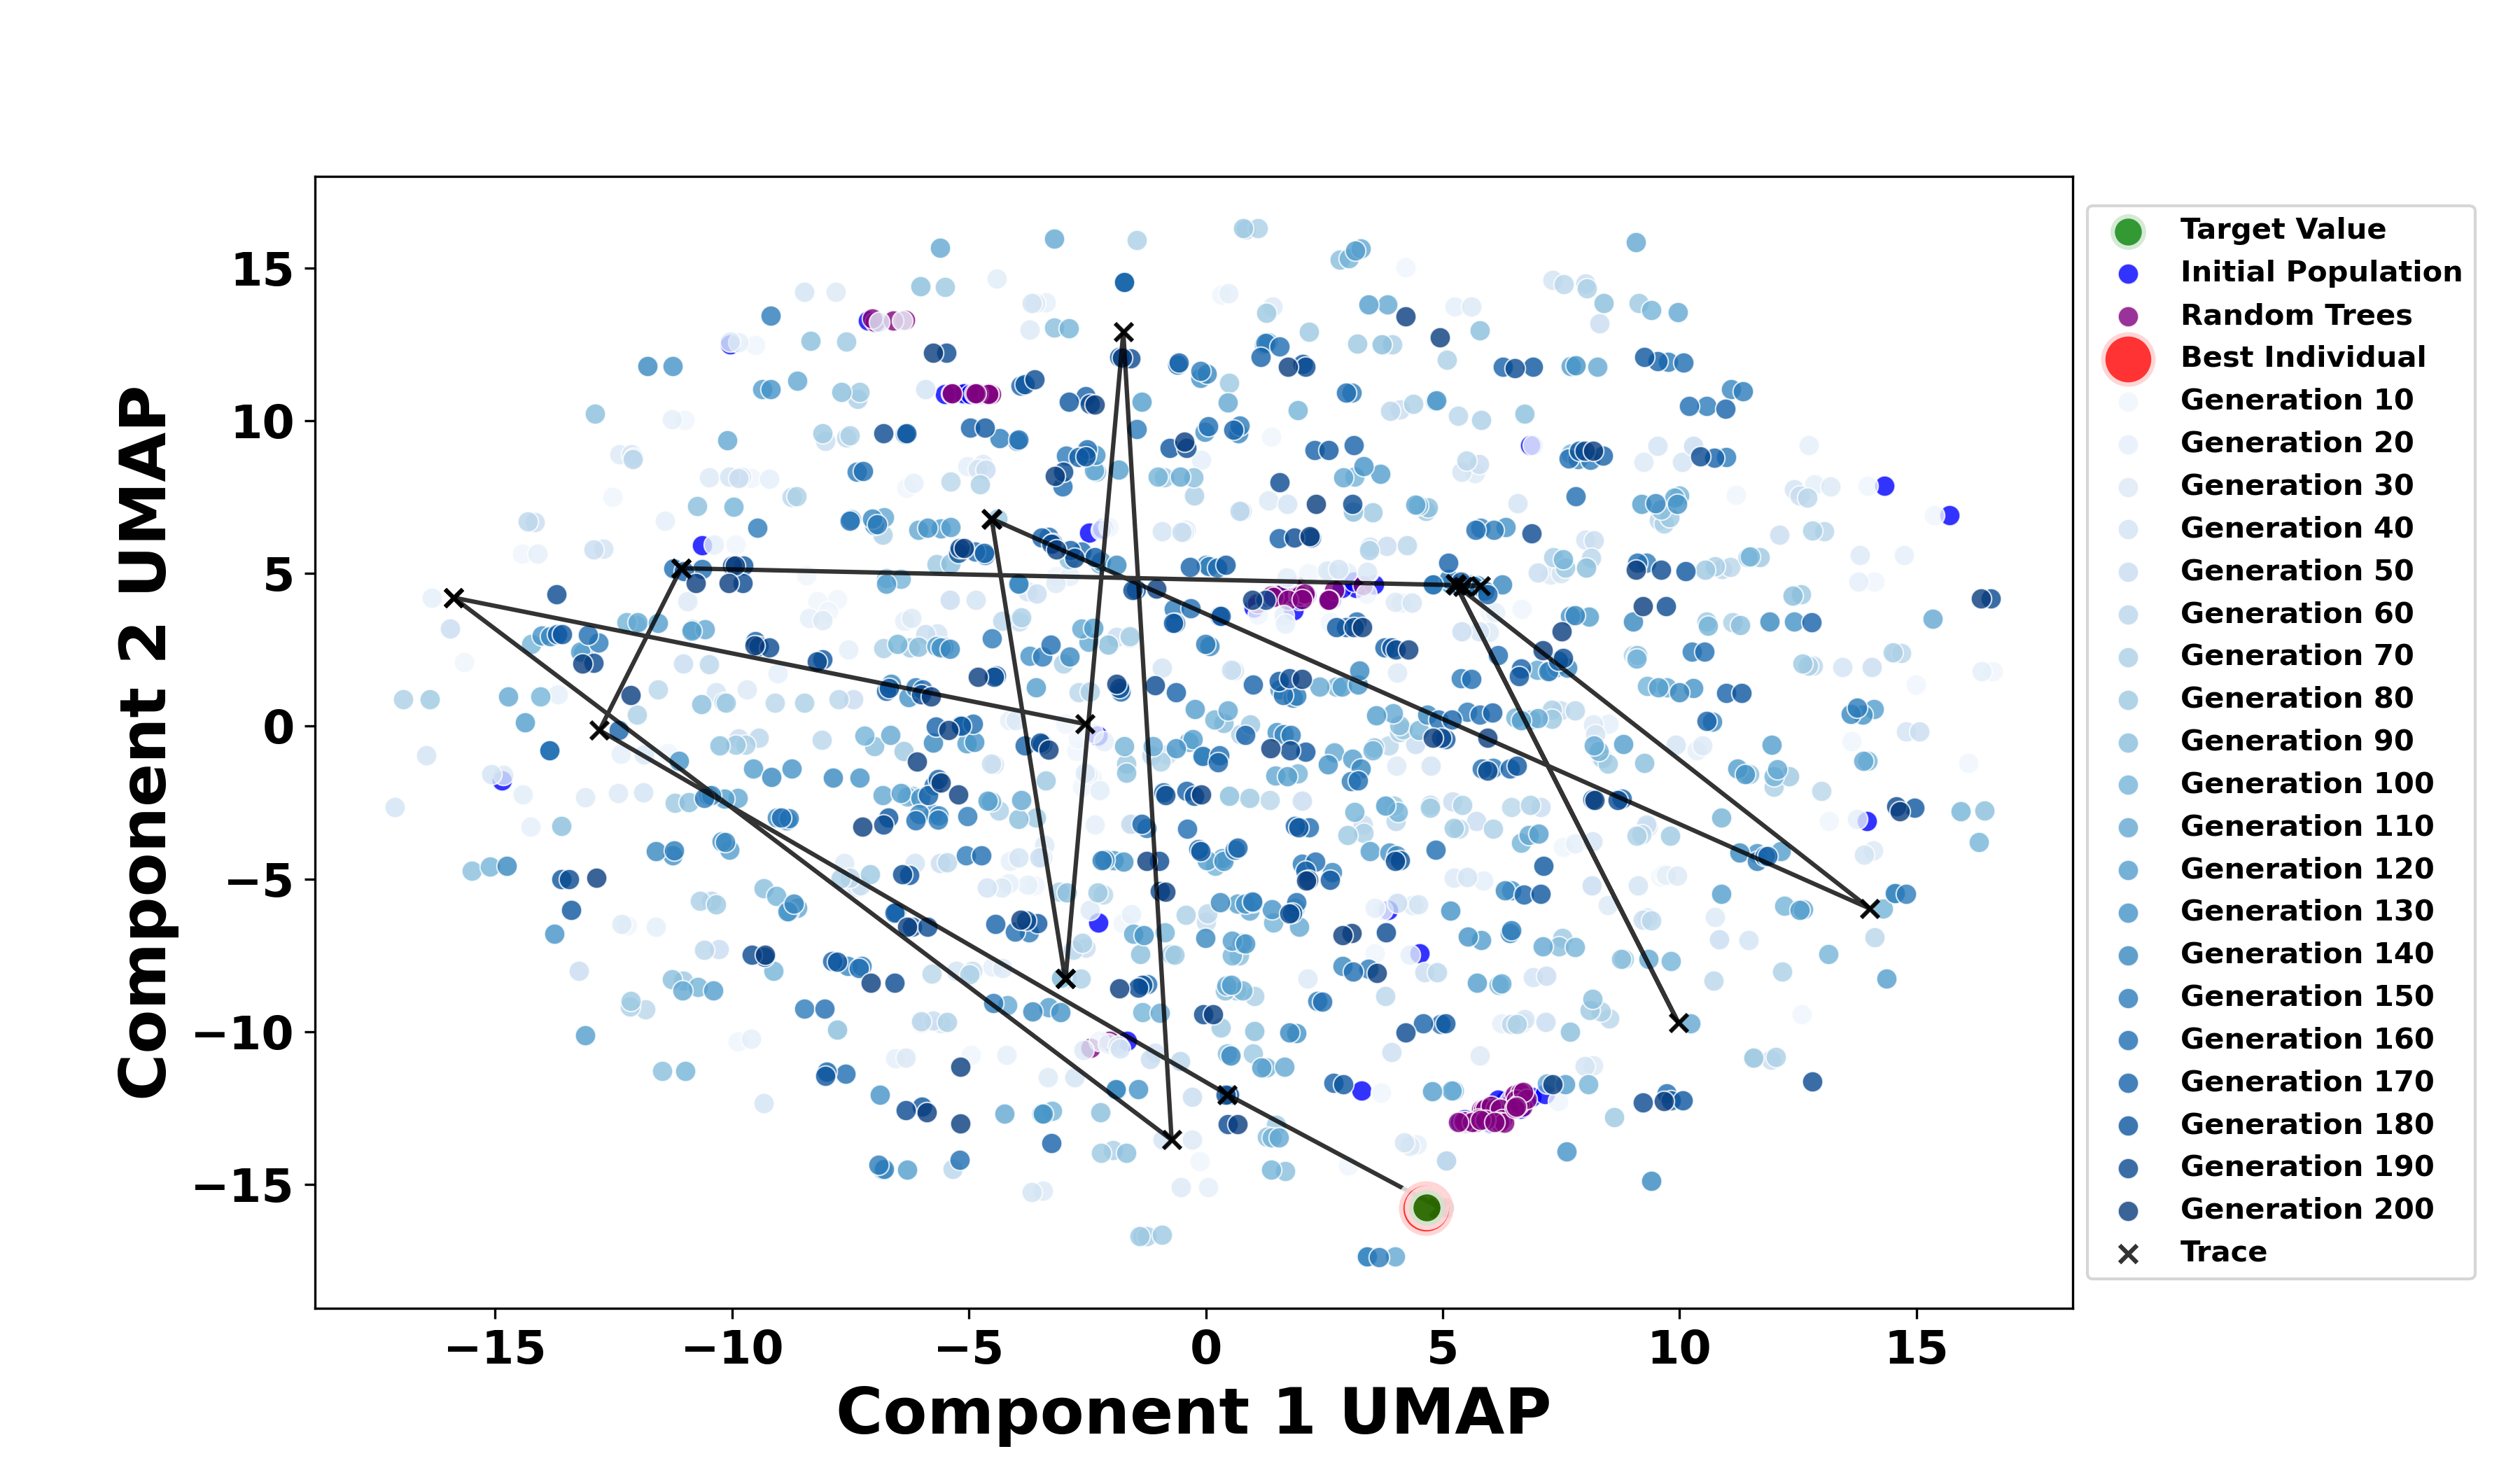 15
10
5
0
−5
−10
−15
Component 2 UMAP
−15 −10 −5 0 5 10 15
Component 1 UMAP
Target Value
Initial Population
Random Trees
Best Individual
Generation 10
Generation 20
Generation 30
Generation 40
Generation 50
Generation 60
Generation 70
Generation 80
Generation 90
Generation 100
Generation 110
Generation 120
Generation 130
Generation 140
Generation 150
Generation 160
Generation 170
Generation 180
Generation 190
Generation 200
Trace